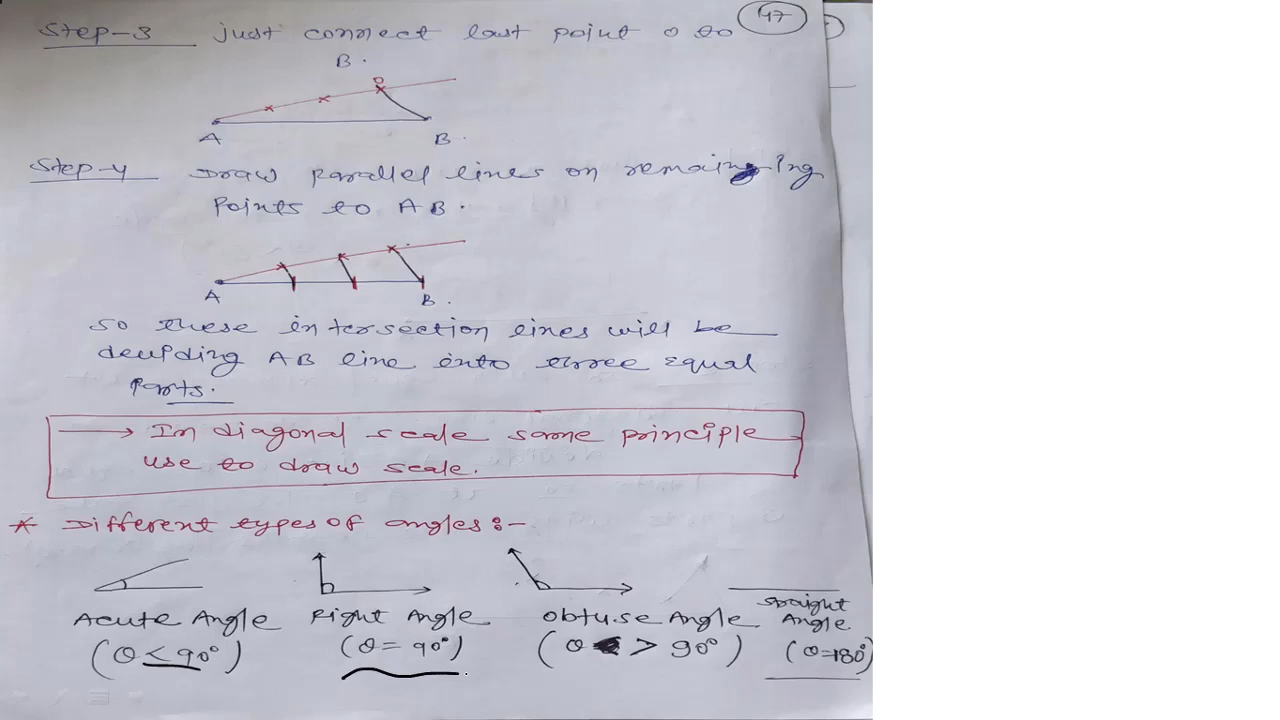 47
Step-3 just connect last point o to
B.
o
A B.
Step-4 Draw parallel lines on remaining
points to AB.
A B.
So these intersection lines will be
deviding AB line into three equal
parts.
→ In diagonal scale same principle
use to draw scale.
* Different types of angles:-
Acute Angle Right Angle Obtuse Angle straight Angle
(θ < 90°) (θ = 90°) (θ > 90°) (θ=180°)